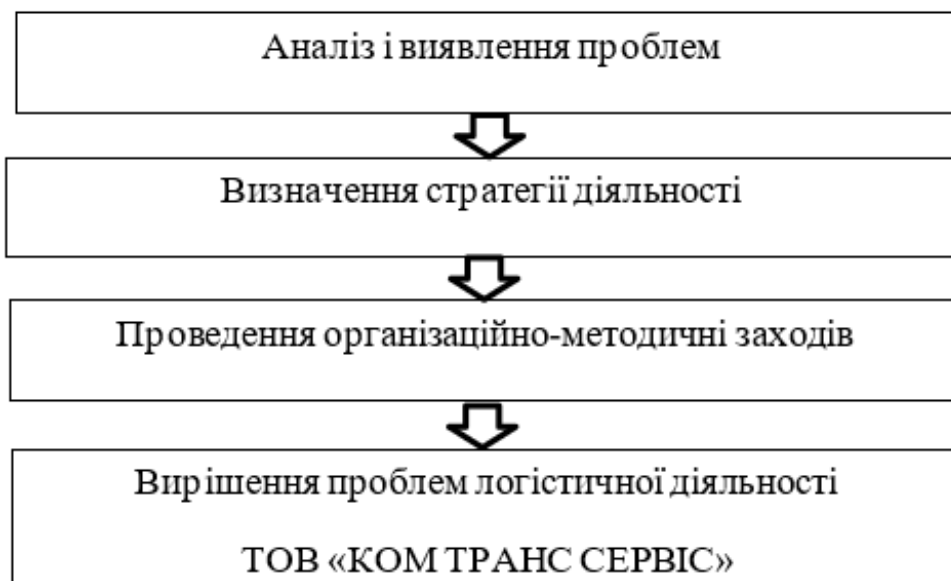 Аналіз і виявлення проблем
Визначення стратегії діяльності
Проведення організаційно-методичні заходів
Вирішення проблем логістичної діяльності
ТОВ «КОМ ТРАНС СЕРВІС»